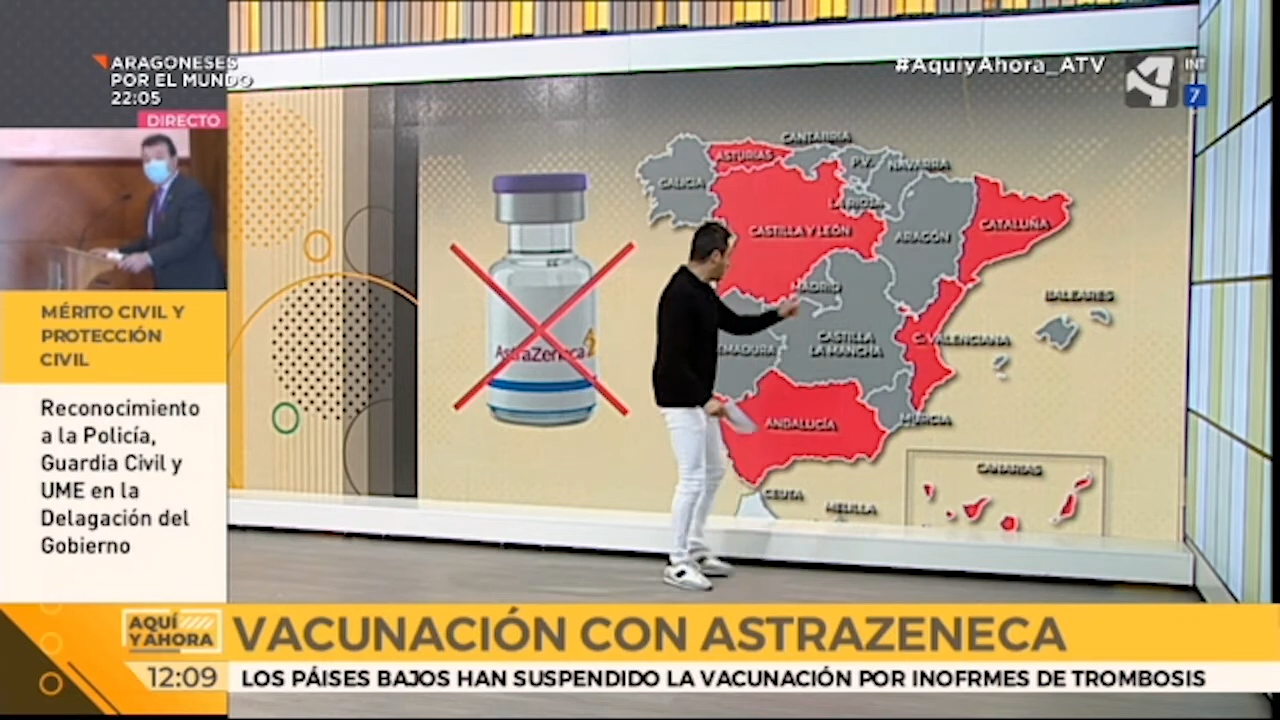 ARAGONESES
POR EL MUNDO
22:05
DIRECTO
#AquíyAhora_ATV
INT
7
MÉRITO CIVIL Y
PROTECCIÓN
CIVIL
Reconocimiento
a la Policía,
Guardia Civil y
UME en la
Delagación del
Gobierno
AstraZeneca
CANTABRIA
ASTURIAS
P.V.
NAVARRA
GALICIA
LA RIOJA
CASTILLA Y LEÓN
ARAGÓN
CATALUÑA
MADRID
BALEARES
EMADURA
CASTILLA
LA MANCHA
C. VALENCIANA
ANDALUCÍA
MURCIA
CANARIAS
CEUTA
MELILLA
AQUÍ
Y AHORA
VACUNACIÓN CON ASTRAZENECA
12:09
LOS PÁISES BAJOS HAN SUSPENDIDO LA VACUNACIÓN POR INOFRMES DE TROMBOSIS